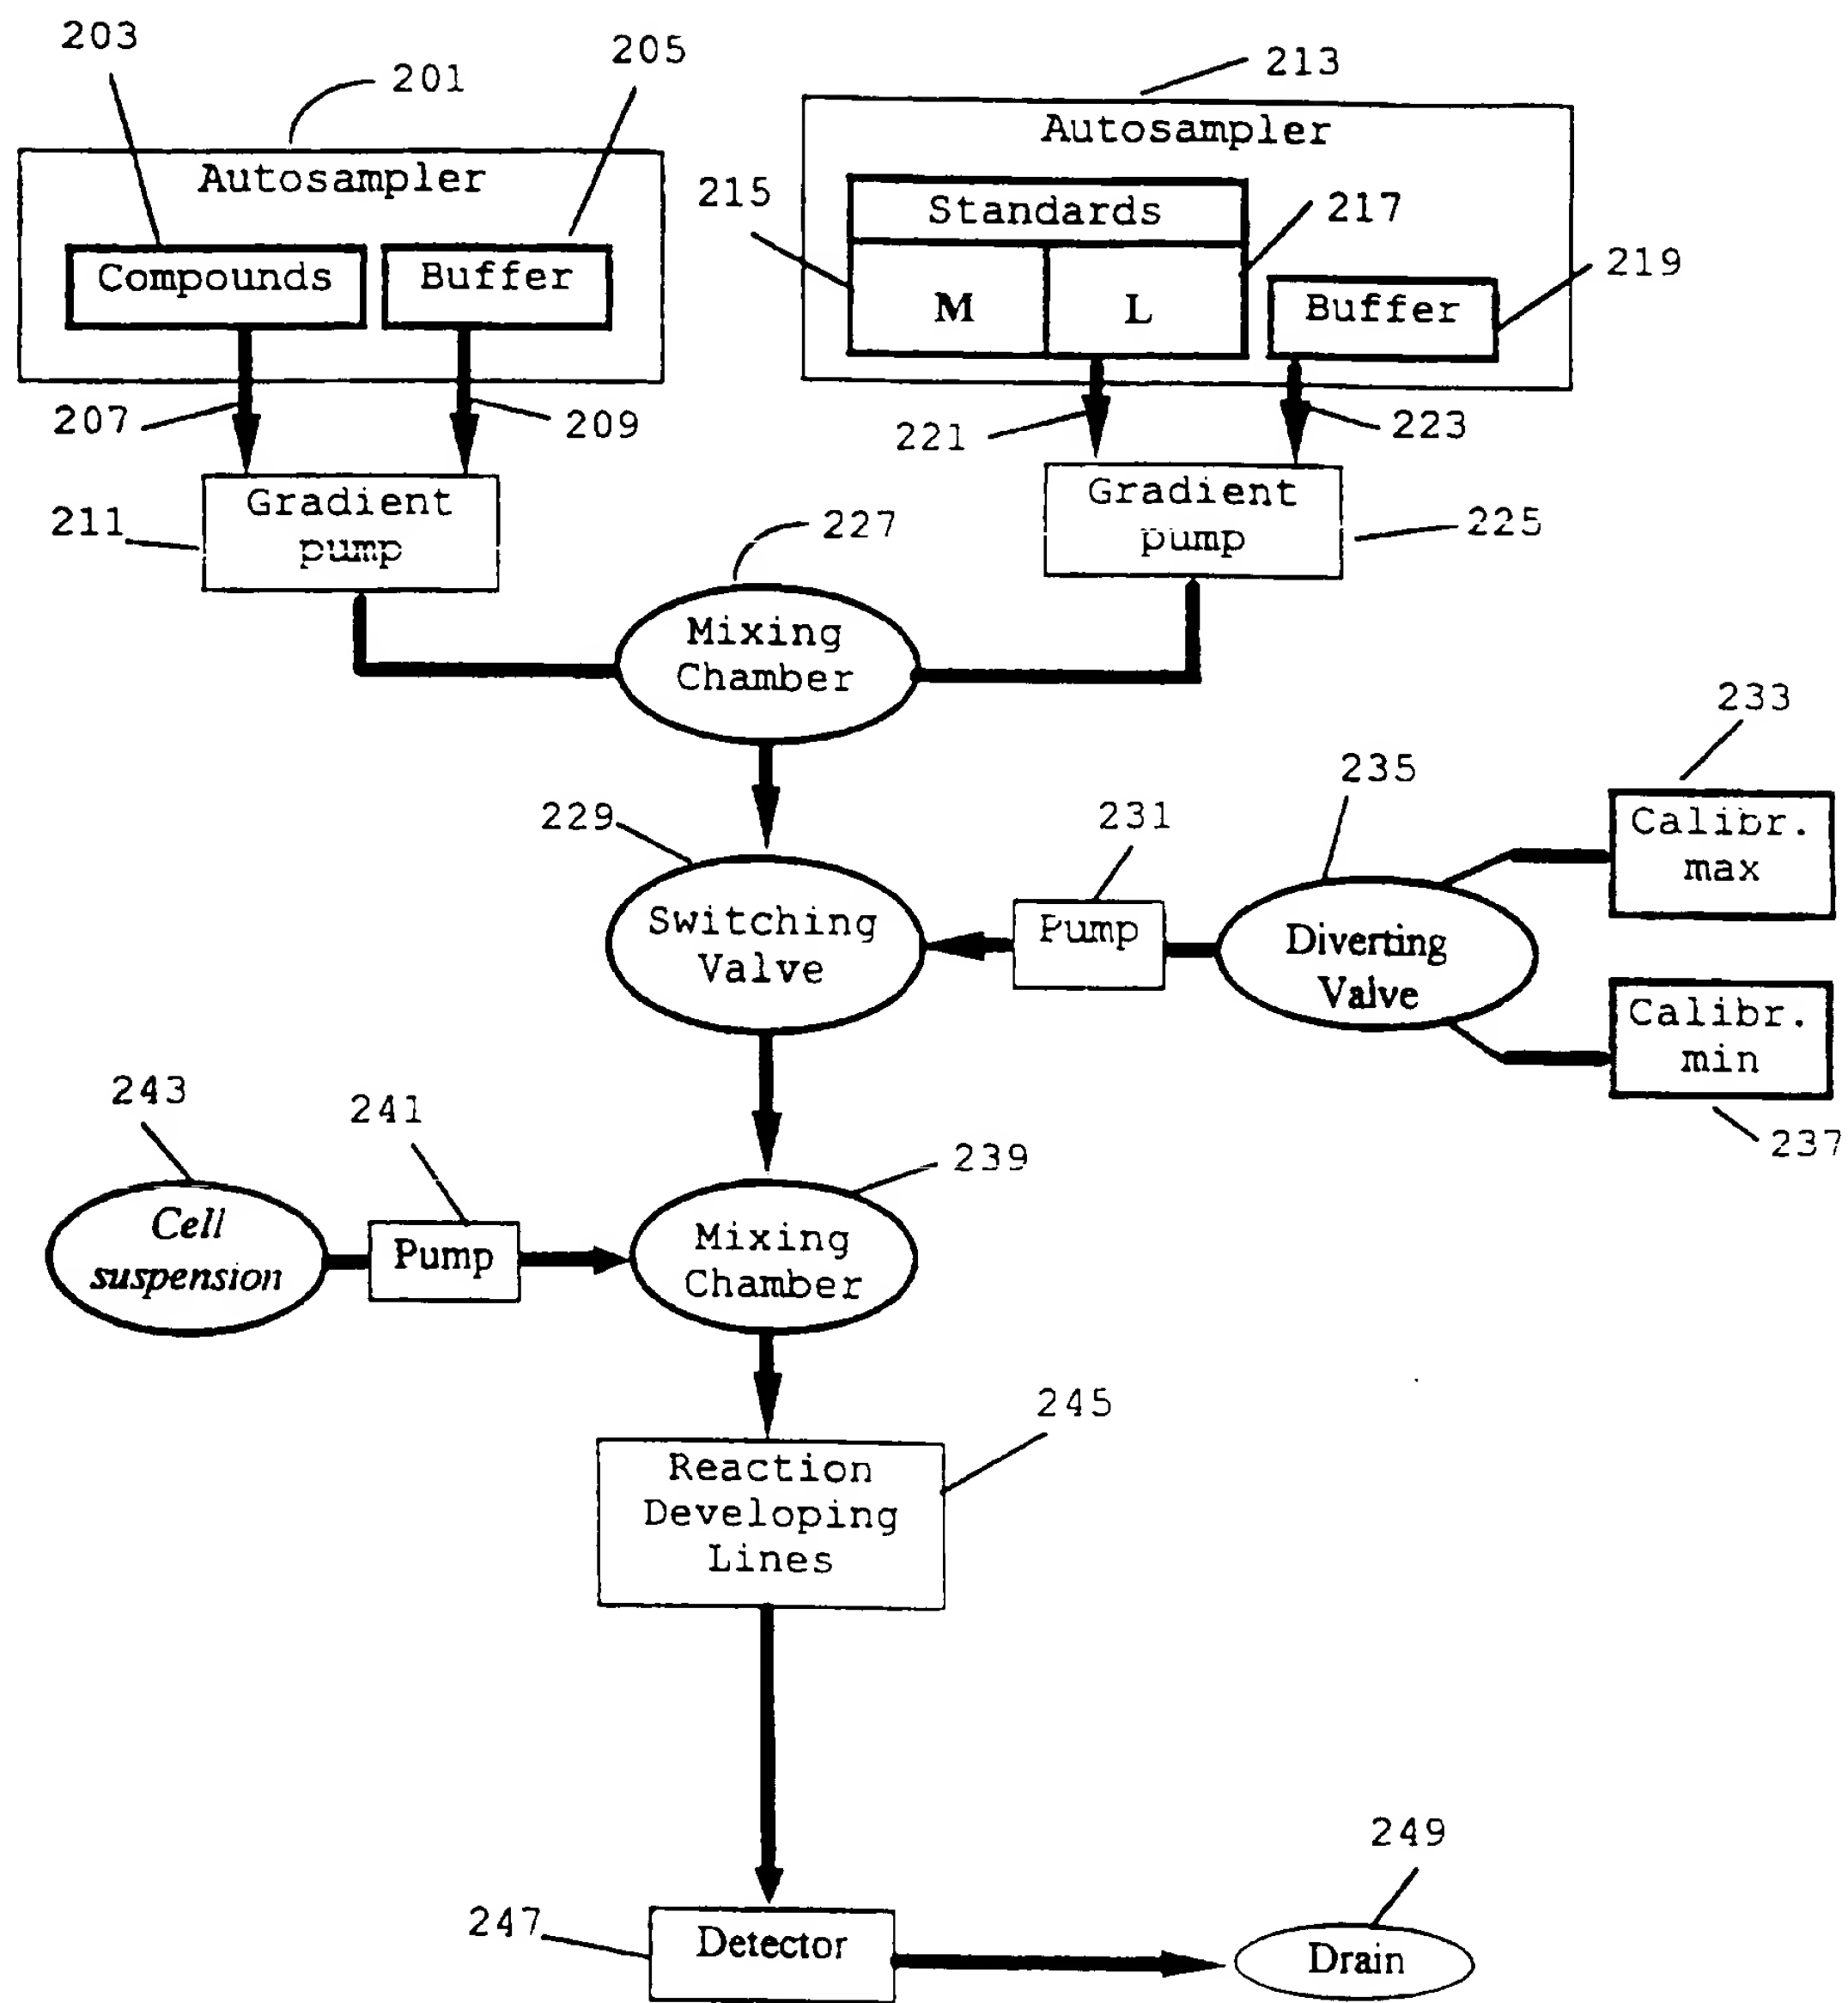 203
201
205
213
Autosampler
Autosampler
215
Standards
217
219
Compounds
Buffer
M
L
Buffer
207
209
221
223
Gradient
pump
Gradient
pump
211
227
225
Mixing
Chamber
233
235
229
231
Calibr.
max
Switching
Valve
Pump
Diverting
Valve
Calibr.
min
243
241
239
237
Cell
suspension
Pump
Mixing
Chamber
245
Reaction
Developing
Lines
249
247
Detector
Drain